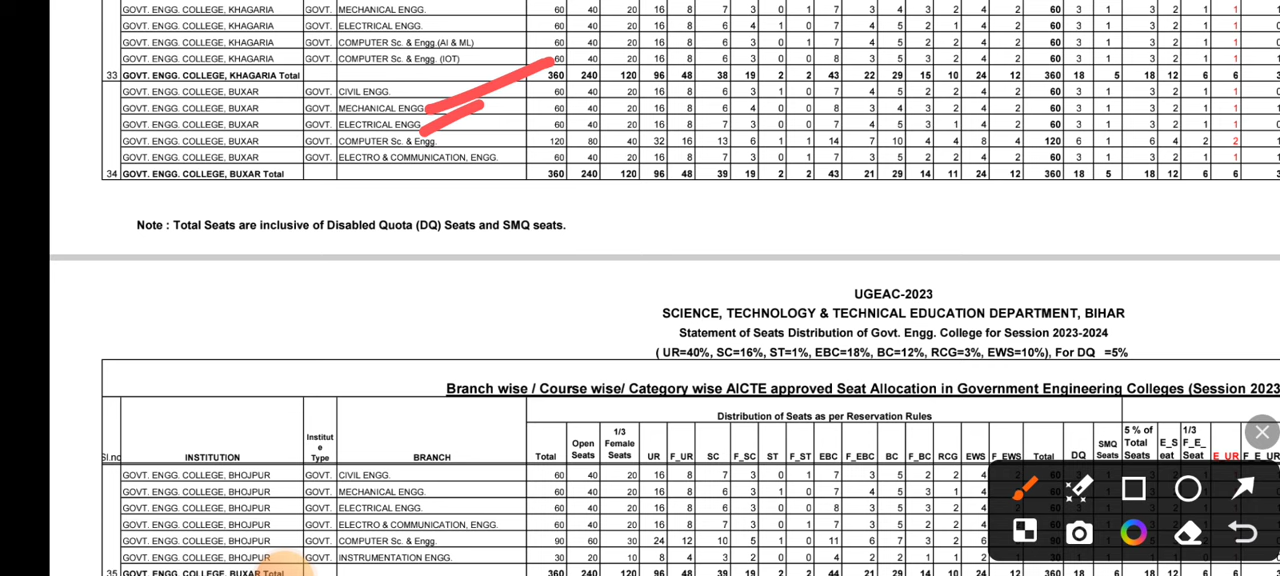 GOVT. ENGG. COLLEGE, KHAGARIA GOVT. MECHANICAL ENGG. 60 40 20 16 8 7 3 0 1 7 3 4 3 2 4 2 60 3 1 3 2 1 1
GOVT. ENGG. COLLEGE, KHAGARIA GOVT. ELECTRICAL ENGG. 60 40 20 16 8 6 4 1 0 7 4 5 2 1 4 2 60 3 1 3 2 1 1
GOVT. ENGG. COLLEGE, KHAGARIA GOVT. COMPUTER Sc. & Engg.(AI & ML) 60 40 20 16 8 6 3 0 1 7 4 5 2 2 4 2 60 3 1 3 2 1 1
GOVT. ENGG. COLLEGE, KHAGARIA GOVT. COMPUTER Sc. & Engg. (IOT) 60 40 20 16 8 6 3 0 0 8 3 5 3 2 4 2 60 3 1 3 2 1 1
33 GOVT. ENGG. COLLEGE, KHAGARIA Total 360 240 120 96 48 38 19 2 2 43 22 29 15 10 24 12 360 18 5 18 12 6 6
GOVT. ENGG. COLLEGE, BUXAR GOVT. CIVIL ENGG. 60 40 20 16 8 6 3 1 0 7 4 5 2 2 4 2 60 3 1 3 2 1 1
GOVT. ENGG. COLLEGE, BUXAR GOVT. MECHANICAL ENGG. 60 40 20 16 8 6 4 0 0 8 3 4 3 2 4 2 60 3 1 3 2 1 1
GOVT. ENGG. COLLEGE, BUXAR GOVT. ELECTRICAL ENGG 60 40 20 16 8 7 3 0 0 7 4 5 3 1 4 2 60 3 1 3 2 1 1
GOVT. ENGG. COLLEGE, BUXAR GOVT. COMPUTER Sc. & Engg. 120 80 40 32 16 13 6 1 1 14 7 10 4 4 8 4 120 6 1 6 4 2 2
GOVT. ENGG. COLLEGE, BUXAR GOVT. ELECTRO & COMMUNICATION, ENGG. 60 40 20 16 8 7 3 0 1 7 3 5 2 2 4 2 60 3 1 3 2 1 1
34 GOVT. ENGG. COLLEGE, BUXAR Total 360 240 120 96 48 39 19 2 2 43 21 29 14 11 24 12 360 18 5 18 12 6 6
Note : Total Seats are inclusive of Disabled Quota (DQ) Seats and SMQ seats.
UGEAC-2023
SCIENCE, TECHNOLOGY & TECHNICAL EDUCATION DEPARTMENT, BIHAR
Statement of Seats Distribution of Govt. Engg. College for Session 2023-2024
( UR=40%, SC=16%, ST=1%, EBC=18%, BC=12%, RCG=3%, EWS=10%), For DQ =5%
Branch wise / Course wise/ Category wise AICTE approved Seat Allocation in Government Engineering Colleges (Session 2023
Distribution of Seats as per Reservation Rules
Sl.no INSTITUTION Institut e Type BRANCH Total Open Seats 1/3 Female Seats UR F_UR SC F_SC ST F_ST EBC F_EBC BC F_BC RCG EWS F_EWS Total DQ SMQ Seats 5 % of Total Seats E_S eat 1/3 F_E_ Seat E_UR F_E_UR
GOVT. ENGG. COLLEGE, BHOJPUR GOVT. CIVIL ENGG. 60 40 20 16 8 7 3 0 1 7 3 5 2 2 4
GOVT. ENGG. COLLEGE, BHOJPUR GOVT. MECHANICAL ENGG. 60 40 20 16 8 6 3 1 0 7 4 5 3 1 4
GOVT. ENGG. COLLEGE, BHOJPUR GOVT. ELECTRICAL ENGG. 60 40 20 16 8 6 3 0 0 8 4 5 3 2 4
GOVT. ENGG. COLLEGE, BHOJPUR GOVT. ELECTRO & COMMUNICATION, ENGG. 60 40 20 16 8 7 3 0 1 7 3 5 2 2 4
GOVT. ENGG. COLLEGE, BHOJPUR GOVT. COMPUTER Sc. & Engg. 90 60 30 24 12 10 5 1 0 11 6 7 3 2 6
GOVT. ENGG. COLLEGE, BHOJPUR GOVT. INSTRUMENTATION ENGG. 30 20 10 8 4 3 2 0 0 4 2 2 1 1 2
35 GOVT. ENGG. COLLEGE, BUXAR Total 360 240 120 96 48 39 19 2 2 44 22 29 14 10 24 12 360 18 6 18 12 6 6